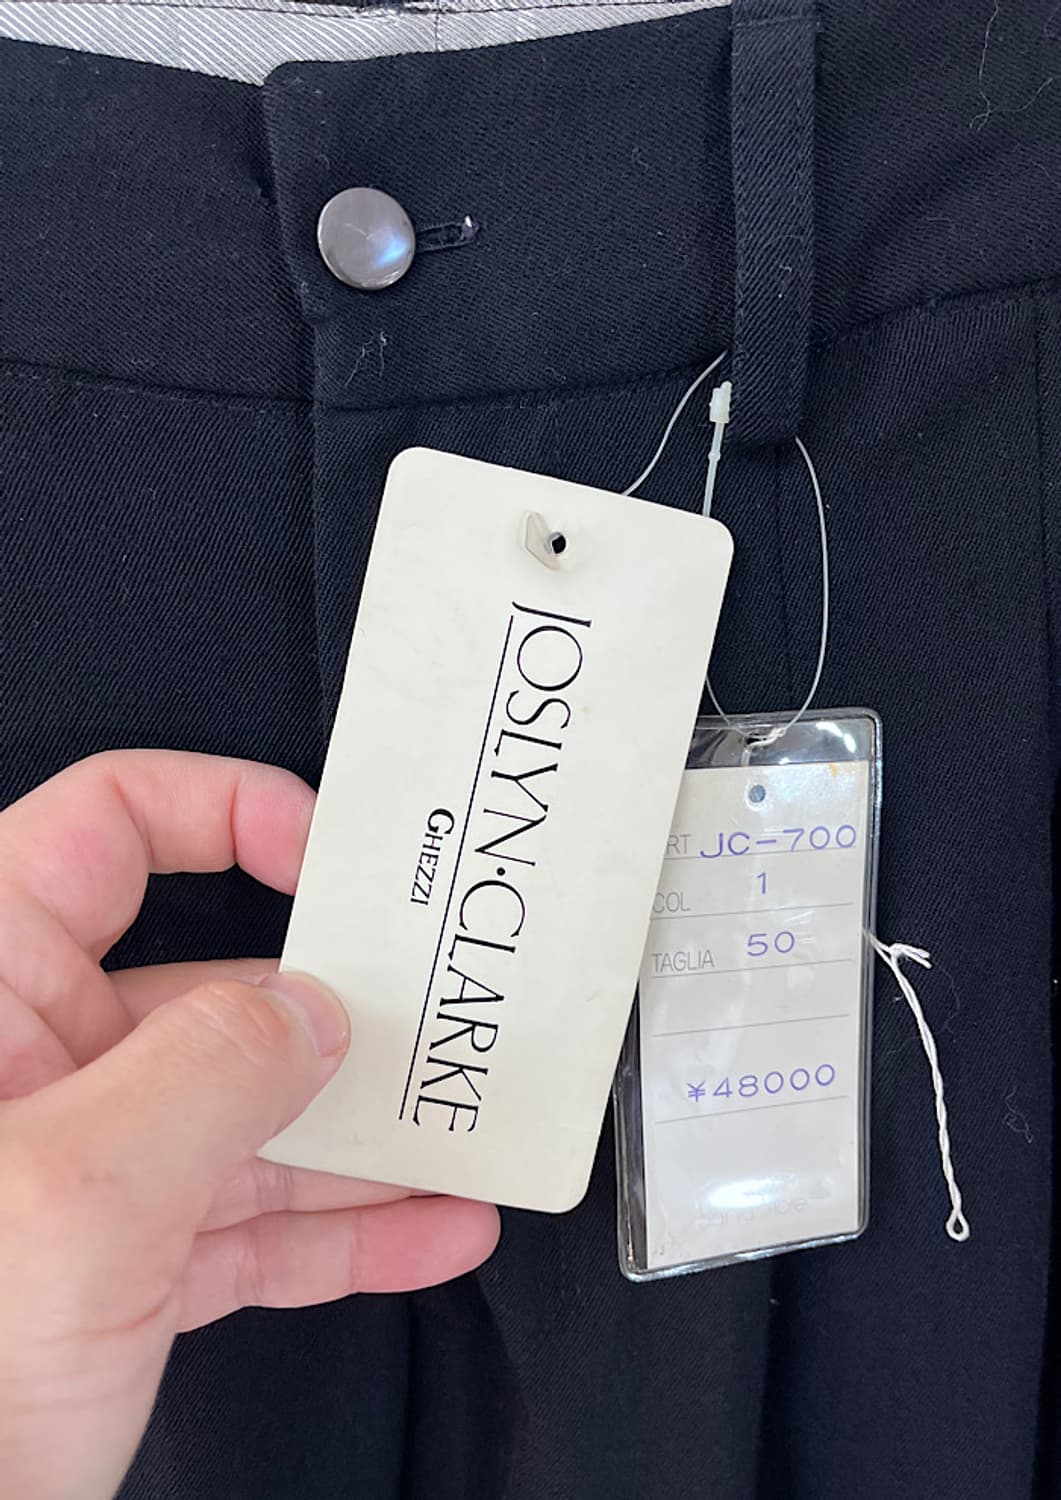 JOSLYN·CLARKE
GHEZZI
RT JC-700
COL 1
TAGLIA 50
¥48000